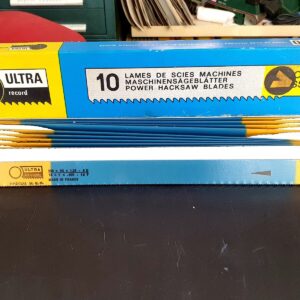 ULTRA
record
10
LAMES DE SCIES MACHINES
MASCHINENSÄGEBLÄTTER
POWER HACKSAW BLADES
ULTRA
MADE IN FRANCE